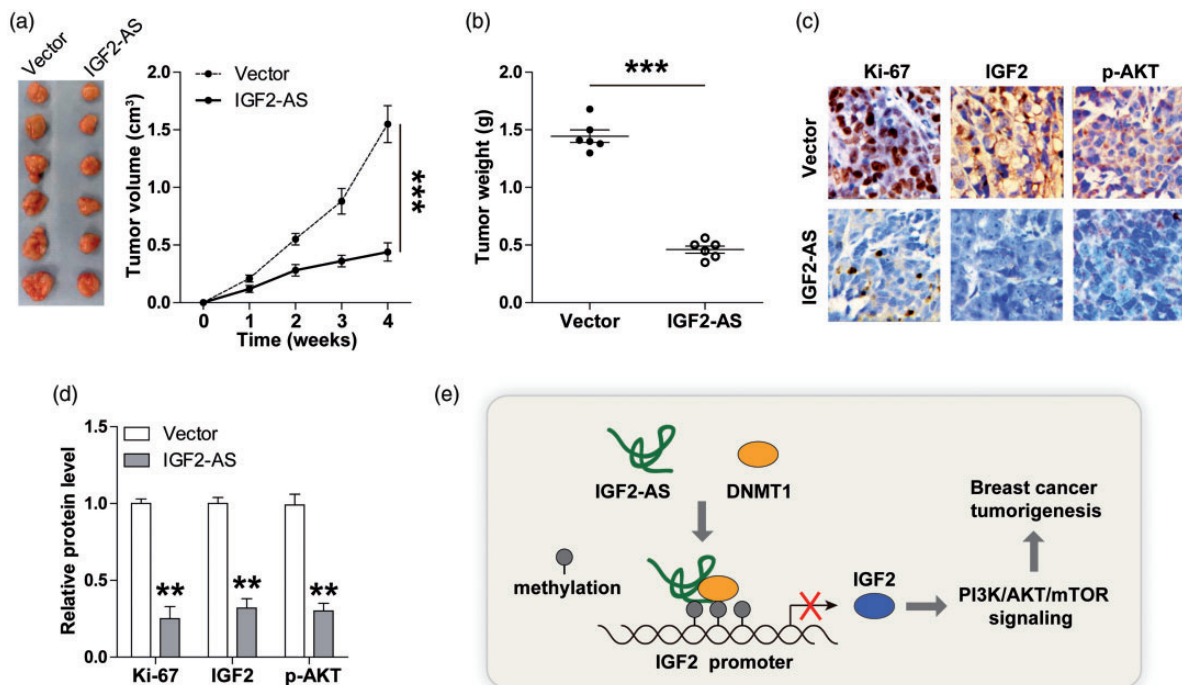 (a)
Vector
IGF2-AS
Tumor volume (cm³)
2.0
1.5
1.0
0.5
0.0
Vector
IGF2-AS
***
0 1 2 3 4
Time (weeks)
(b)
Tumor weight (g)
2.0
1.5
1.0
0.5
0.0
***
Vector IGF2-AS
(c)
Ki-67 IGF2 p-AKT
Vector
IGF2-AS
(d)
Relative protein level
1.5
1.0
0.5
0.0
Vector
IGF2-AS
** ** **
Ki-67 IGF2 p-AKT
(e)
IGF2-AS DNMT1
methylation
IGF2 promoter
IGF2
PI3K/AKT/mTOR
signaling
Breast cancer
tumorigenesis